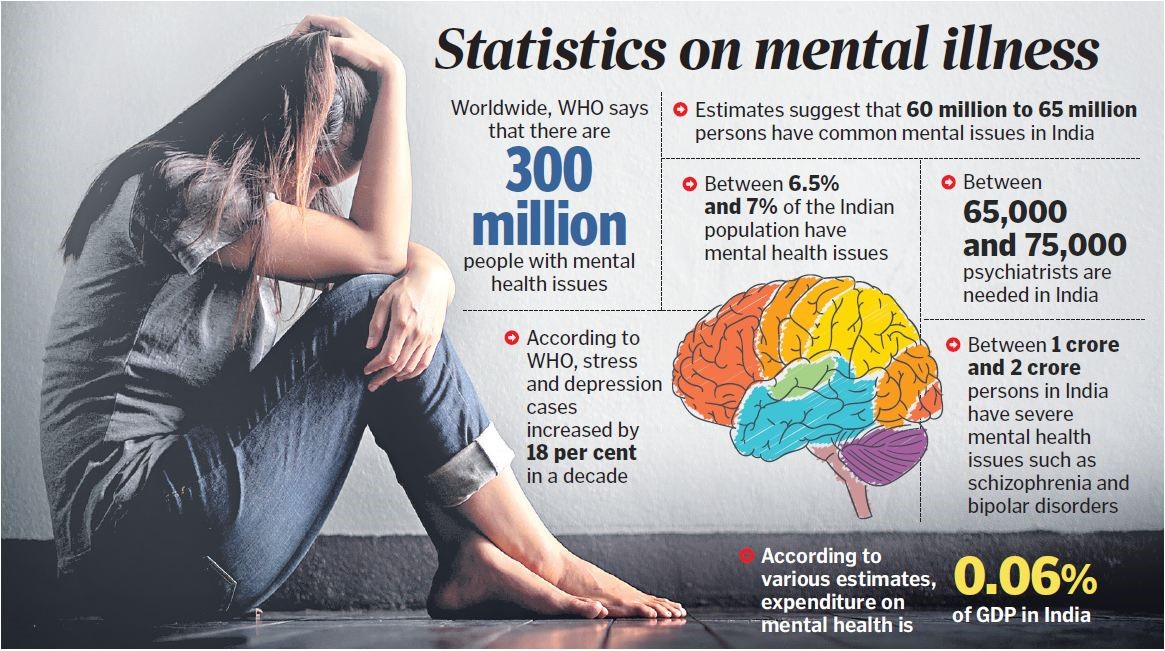 Statistics on mental illness
Worldwide, WHO says
that there are
300
million
people with mental
health issues
Estimates suggest that 60 million to 65 million
persons have common mental issues in India
Between 6.5%
and 7% of the Indian
population have
mental health issues
Between
65,000
and 75,000
psychiatrists are
needed in India
According to
WHO, stress
and depression
cases
increased by
18 per cent
in a decade
Between 1 crore
and 2 crore
persons in India
have severe
mental health
issues such as
schizophrenia and
bipolar disorders
According to
various estimates,
expenditure on
mental health is
0.06%
of GDP in India